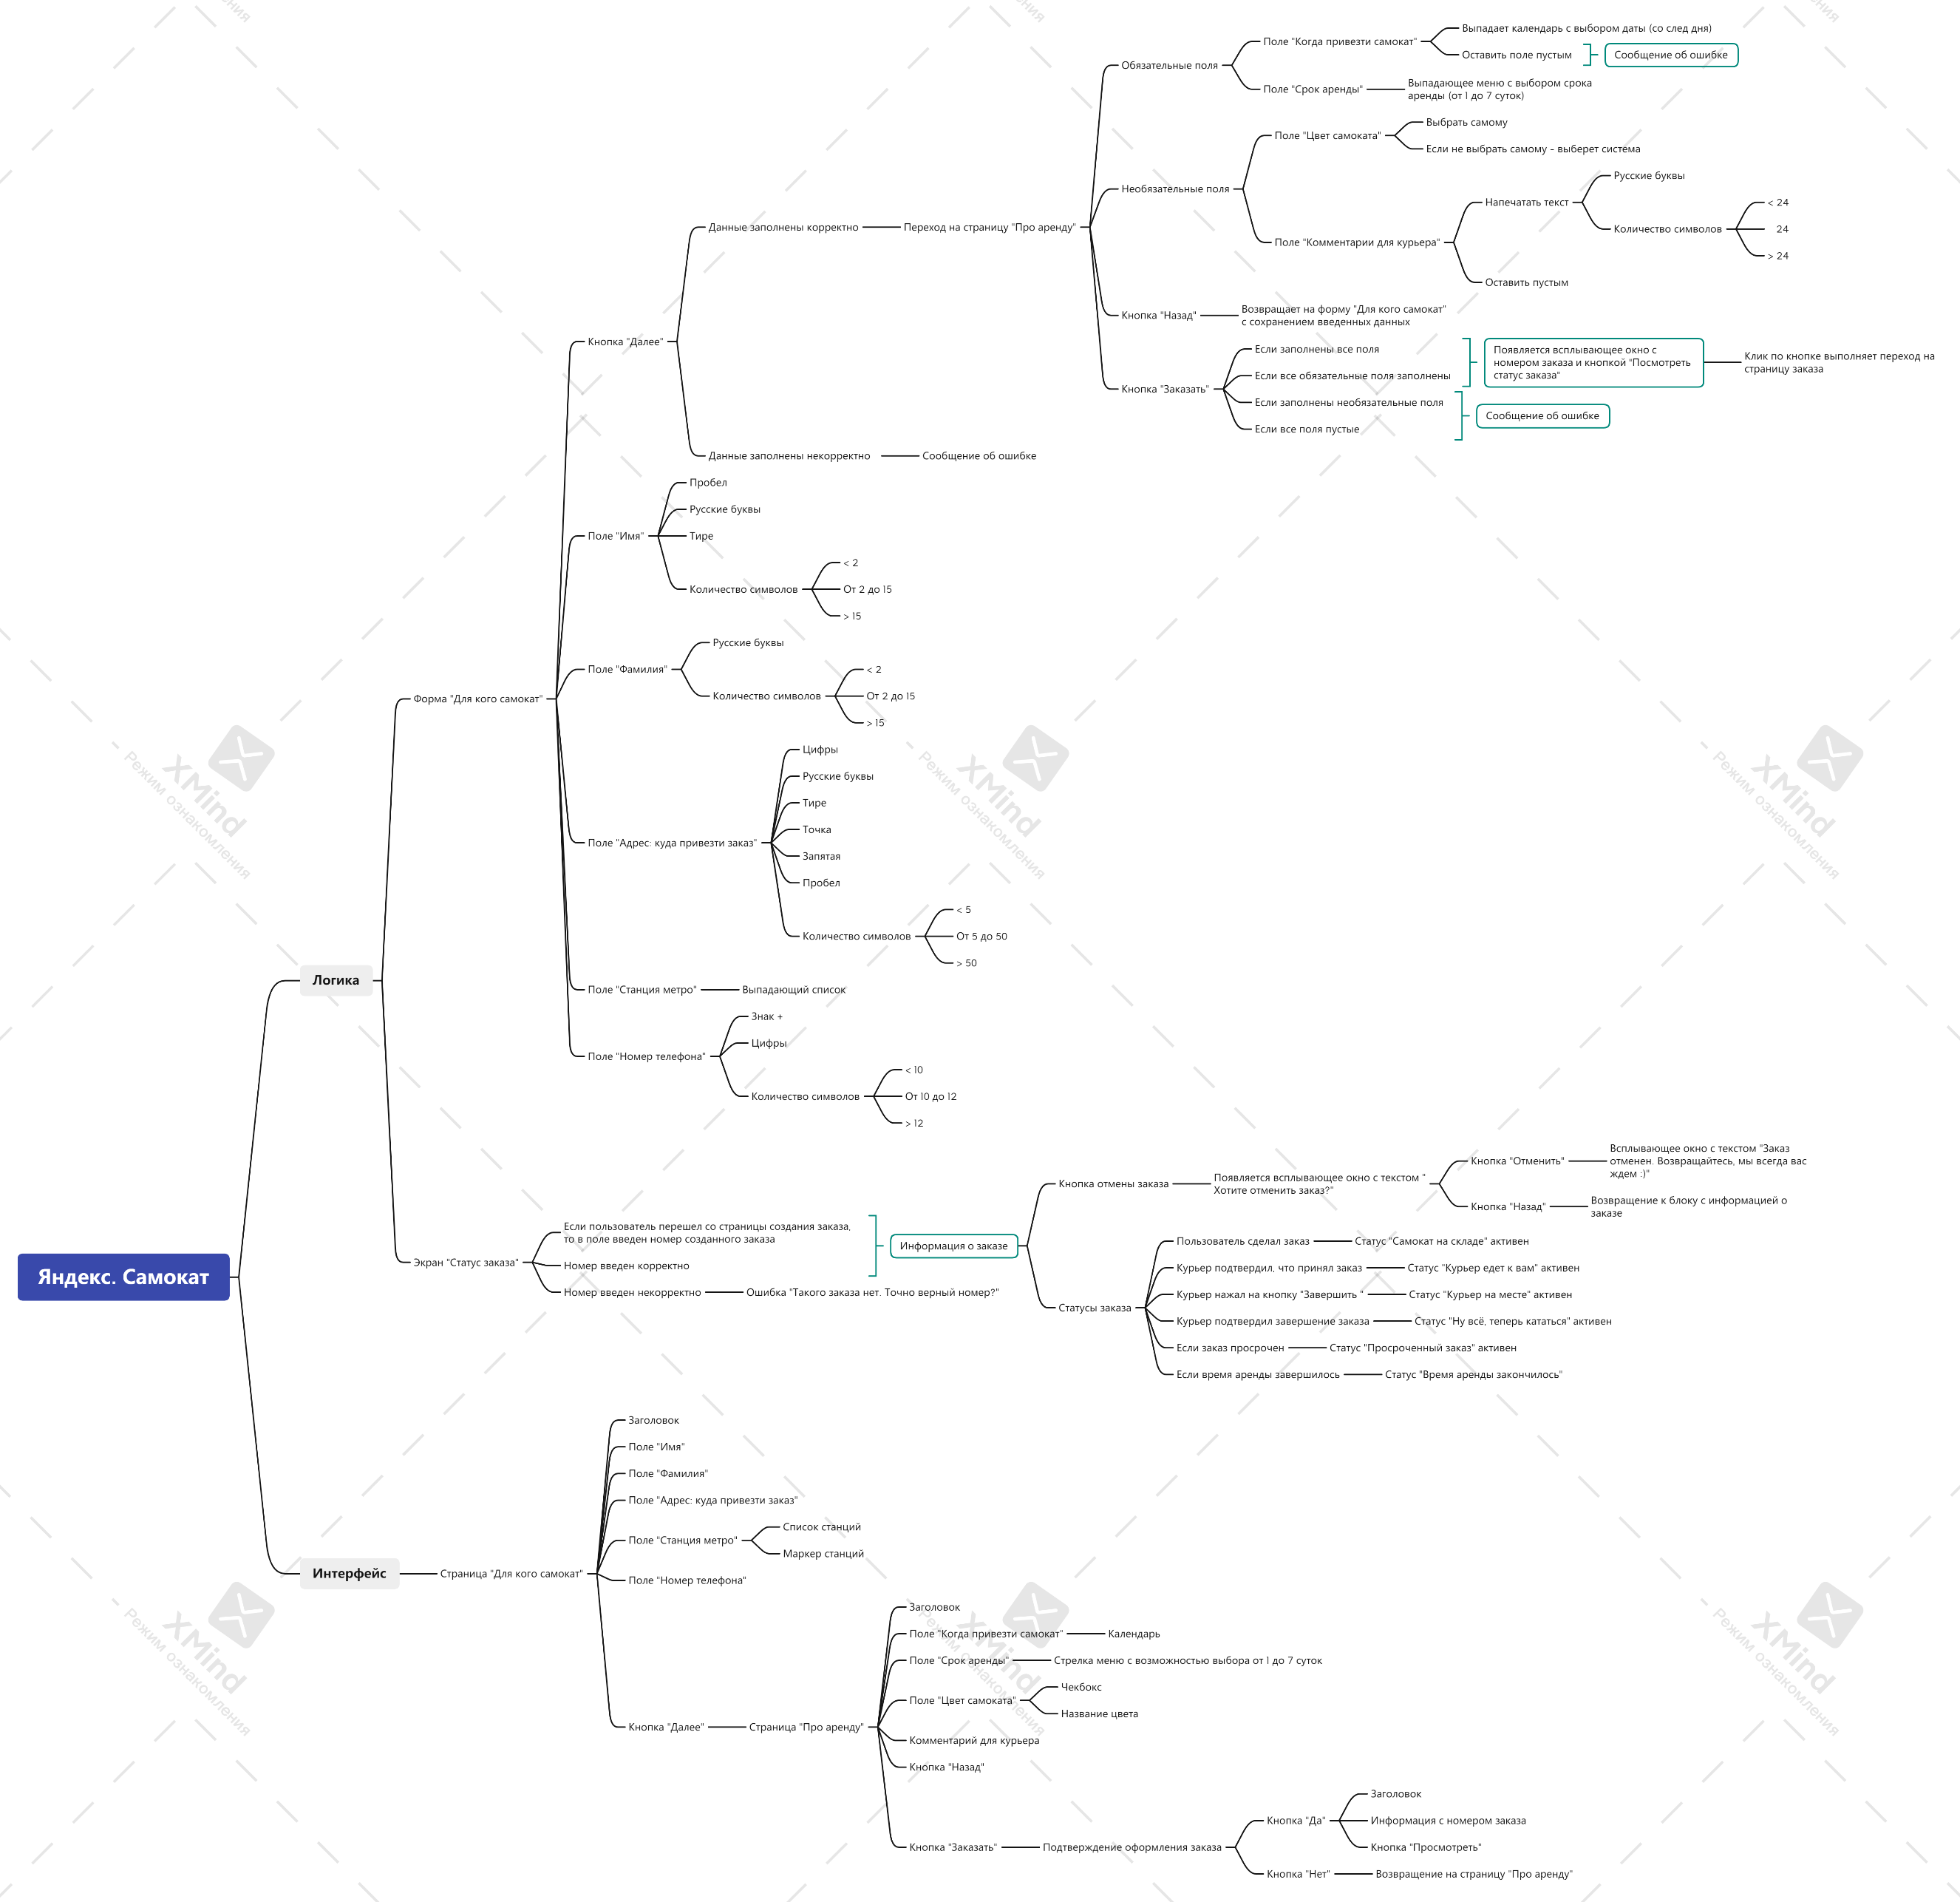 Яндекс. Самокат
Логика
Форма "Для кого самокат"
Кнопка "Далее"
Данные заполнены корректно
Переход на страницу "Про аренду"
Обязательные поля
Поле "Когда привезти самокат"
Выпадает календарь с выбором даты (со след дня)
Оставить поле пустым
Сообщение об ошибке
Поле "Срок аренды"
Выпадающее меню с выбором срока
аренды (от 1 до 7 суток)
Необязательные поля
Поле "Цвет самоката"
Выбрать самому
Если не выбрать самому - выберет система
Поле "Комментарии для курьера"
Напечатать текст
Русские буквы
Количество символов
< 24
24
> 24
Оставить пустым
Кнопка "Назад"
Возвращает на форму "Для кого самокат"
с сохранением введенных данных
Кнопка "Заказать"
Если заполнены все поля
Если все обязательные поля заполнены
Появляется всплывающее окно с
номером заказа и кнопкой "Посмотреть
статус заказа"
Клик по кнопке выполняет переход на
страницу заказа
Если заполнены необязательные поля
Если все поля пустые
Сообщение об ошибке
Данные заполнены некорректно
Сообщение об ошибке
Поле "Имя"
Пробел
Русские буквы
Тире
Количество символов
< 2
От 2 до 15
> 15
Поле "Фамилия"
Русские буквы
Количество символов
< 2
От 2 до 15
> 15
Поле "Адрес: куда привезти заказ"
Цифры
Русские буквы
Тире
Точка
Запятая
Пробел
Количество символов
< 5
От 5 до 50
> 50
Поле "Станция метро"
Выпадающий список
Поле "Номер телефона"
Знак +
Цифры
Количество символов
< 10
От 10 до 12
> 12
Экран "Статус заказа"
Если пользователь перешел со страницы создания заказа,
то в поле введен номер созданного заказа
Номер введен корректно
Информация о заказе
Кнопка отмены заказа
Появляется всплывающее окно с текстом "
Хотите отменить заказ?"
Кнопка "Отменить"
Всплывающее окно с текстом "Заказ
отменен. Возвращайтесь, мы всегда вас
ждем :)"
Кнопка "Назад"
Возвращение к блоку с информацией о
заказе
Статусы заказа
Пользователь сделал заказ
Статус "Самокат на складе" активен
Курьер подтвердил, что принял заказ
Статус "Курьер едет к вам" активен
Курьер нажал на кнопку "Завершить "
Статус "Курьер на месте" активен
Курьер подтвердил завершение заказа
Статус "Ну всё, теперь кататься" активен
Если заказ просрочен
Статус "Просроченный заказ" активен
Если время аренды завершилось
Статус "Время аренды закончилось"
Номер введен некорректно
Ошибка "Такого заказа нет. Точно верный номер?"
Интерфейс
Страница "Для кого самокат"
Заголовок
Поле "Имя"
Поле "Фамилия"
Поле "Адрес: куда привезти заказ"
Поле "Станция метро"
Список станций
Маркер станций
Поле "Номер телефона"
Кнопка "Далее"
Страница "Про аренду"
Заголовок
Поле "Когда привезти самокат"
Календарь
Поле "Срок аренды"
Стрелка меню с возможностью выбора от 1 до 7 суток
Поле "Цвет самоката"
Чекбокс
Название цвета
Комментарий для курьера
Кнопка "Назад"
Кнопка "Заказать"
Подтверждение оформления заказа
Кнопка "Да"
Заголовок
Информация с номером заказа
Кнопка "Просмотреть"
Кнопка "Нет"
Возвращение на страницу "Про аренду"
XMind
- Режим ознакомления
XMind
- Режим ознакомления
XMind
- Режим ознакомления
XMind
- Режим ознакомления
XMind
- Режим ознакомления
XMind
- Режим ознакомления